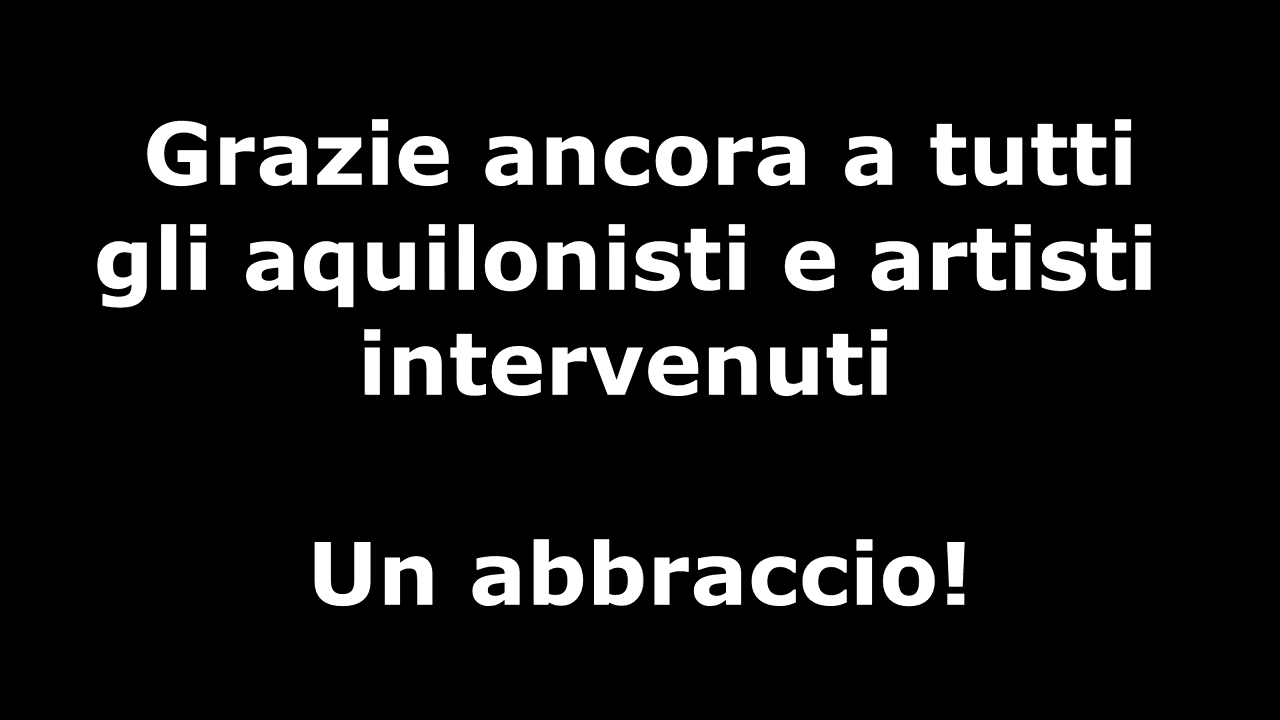 Grazie ancora a tutti
gli aquilonisti e artisti
intervenuti
Un abbraccio!